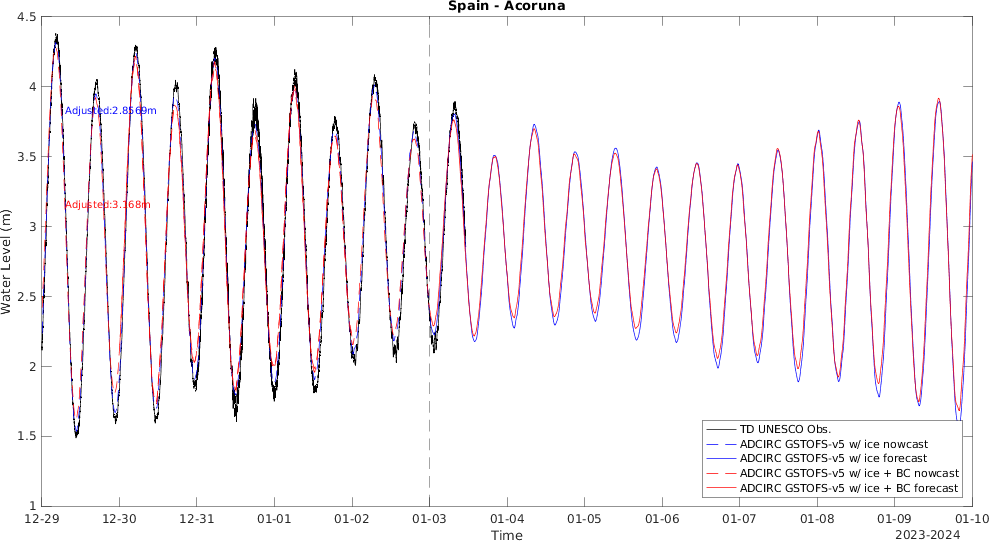 Spain - Acoruna
4.5
4
3.5
3
2.5
2
1.5
1
Water Level (m)
Adjusted:2.8569m
Adjusted:3.168m
TD UNESCO Obs.
ADCIRC GSTOFS-v5 w/ ice nowcast
ADCIRC GSTOFS-v5 w/ ice forecast
ADCIRC GSTOFS-v5 w/ ice + BC nowcast
ADCIRC GSTOFS-v5 w/ ice + BC forecast
12-29 12-30 12-31 01-01 01-02 01-03 01-04 01-05 01-06 01-07 01-08 01-09 01-10
Time
2023-2024